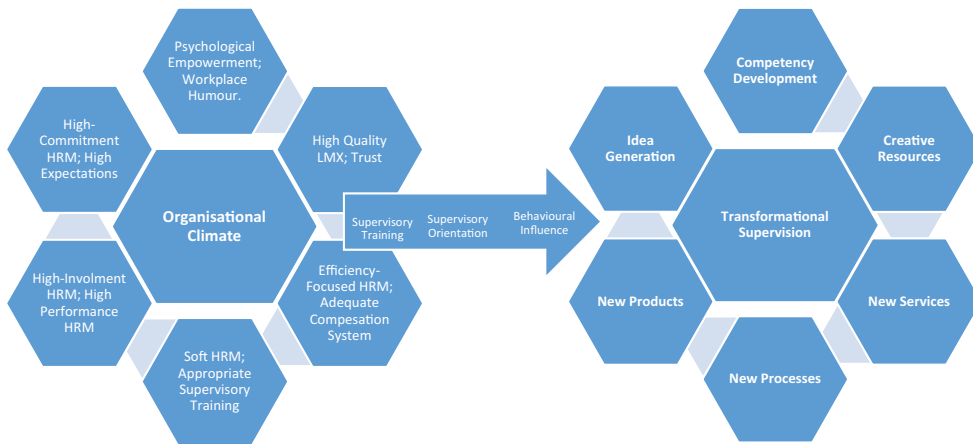 Psychological
Empowerment;
Workplace
Humour.
High-
Commitment
HRM; High
Expectations
High Quality
LMX; Trust
Organisational
Climate
High-Involment
HRM; High
Performance
HRM
Efficiency-
Focused HRM;
Adequate
Compesation
System
Soft HRM;
Appropriate
Supervisory
Training
Supervisory
Training
Supervisory
Orientation
Behavioural
Influence
Competency
Development
Idea
Generation
Creative
Resources
Transformational
Supervision
New Products
New Services
New Processes